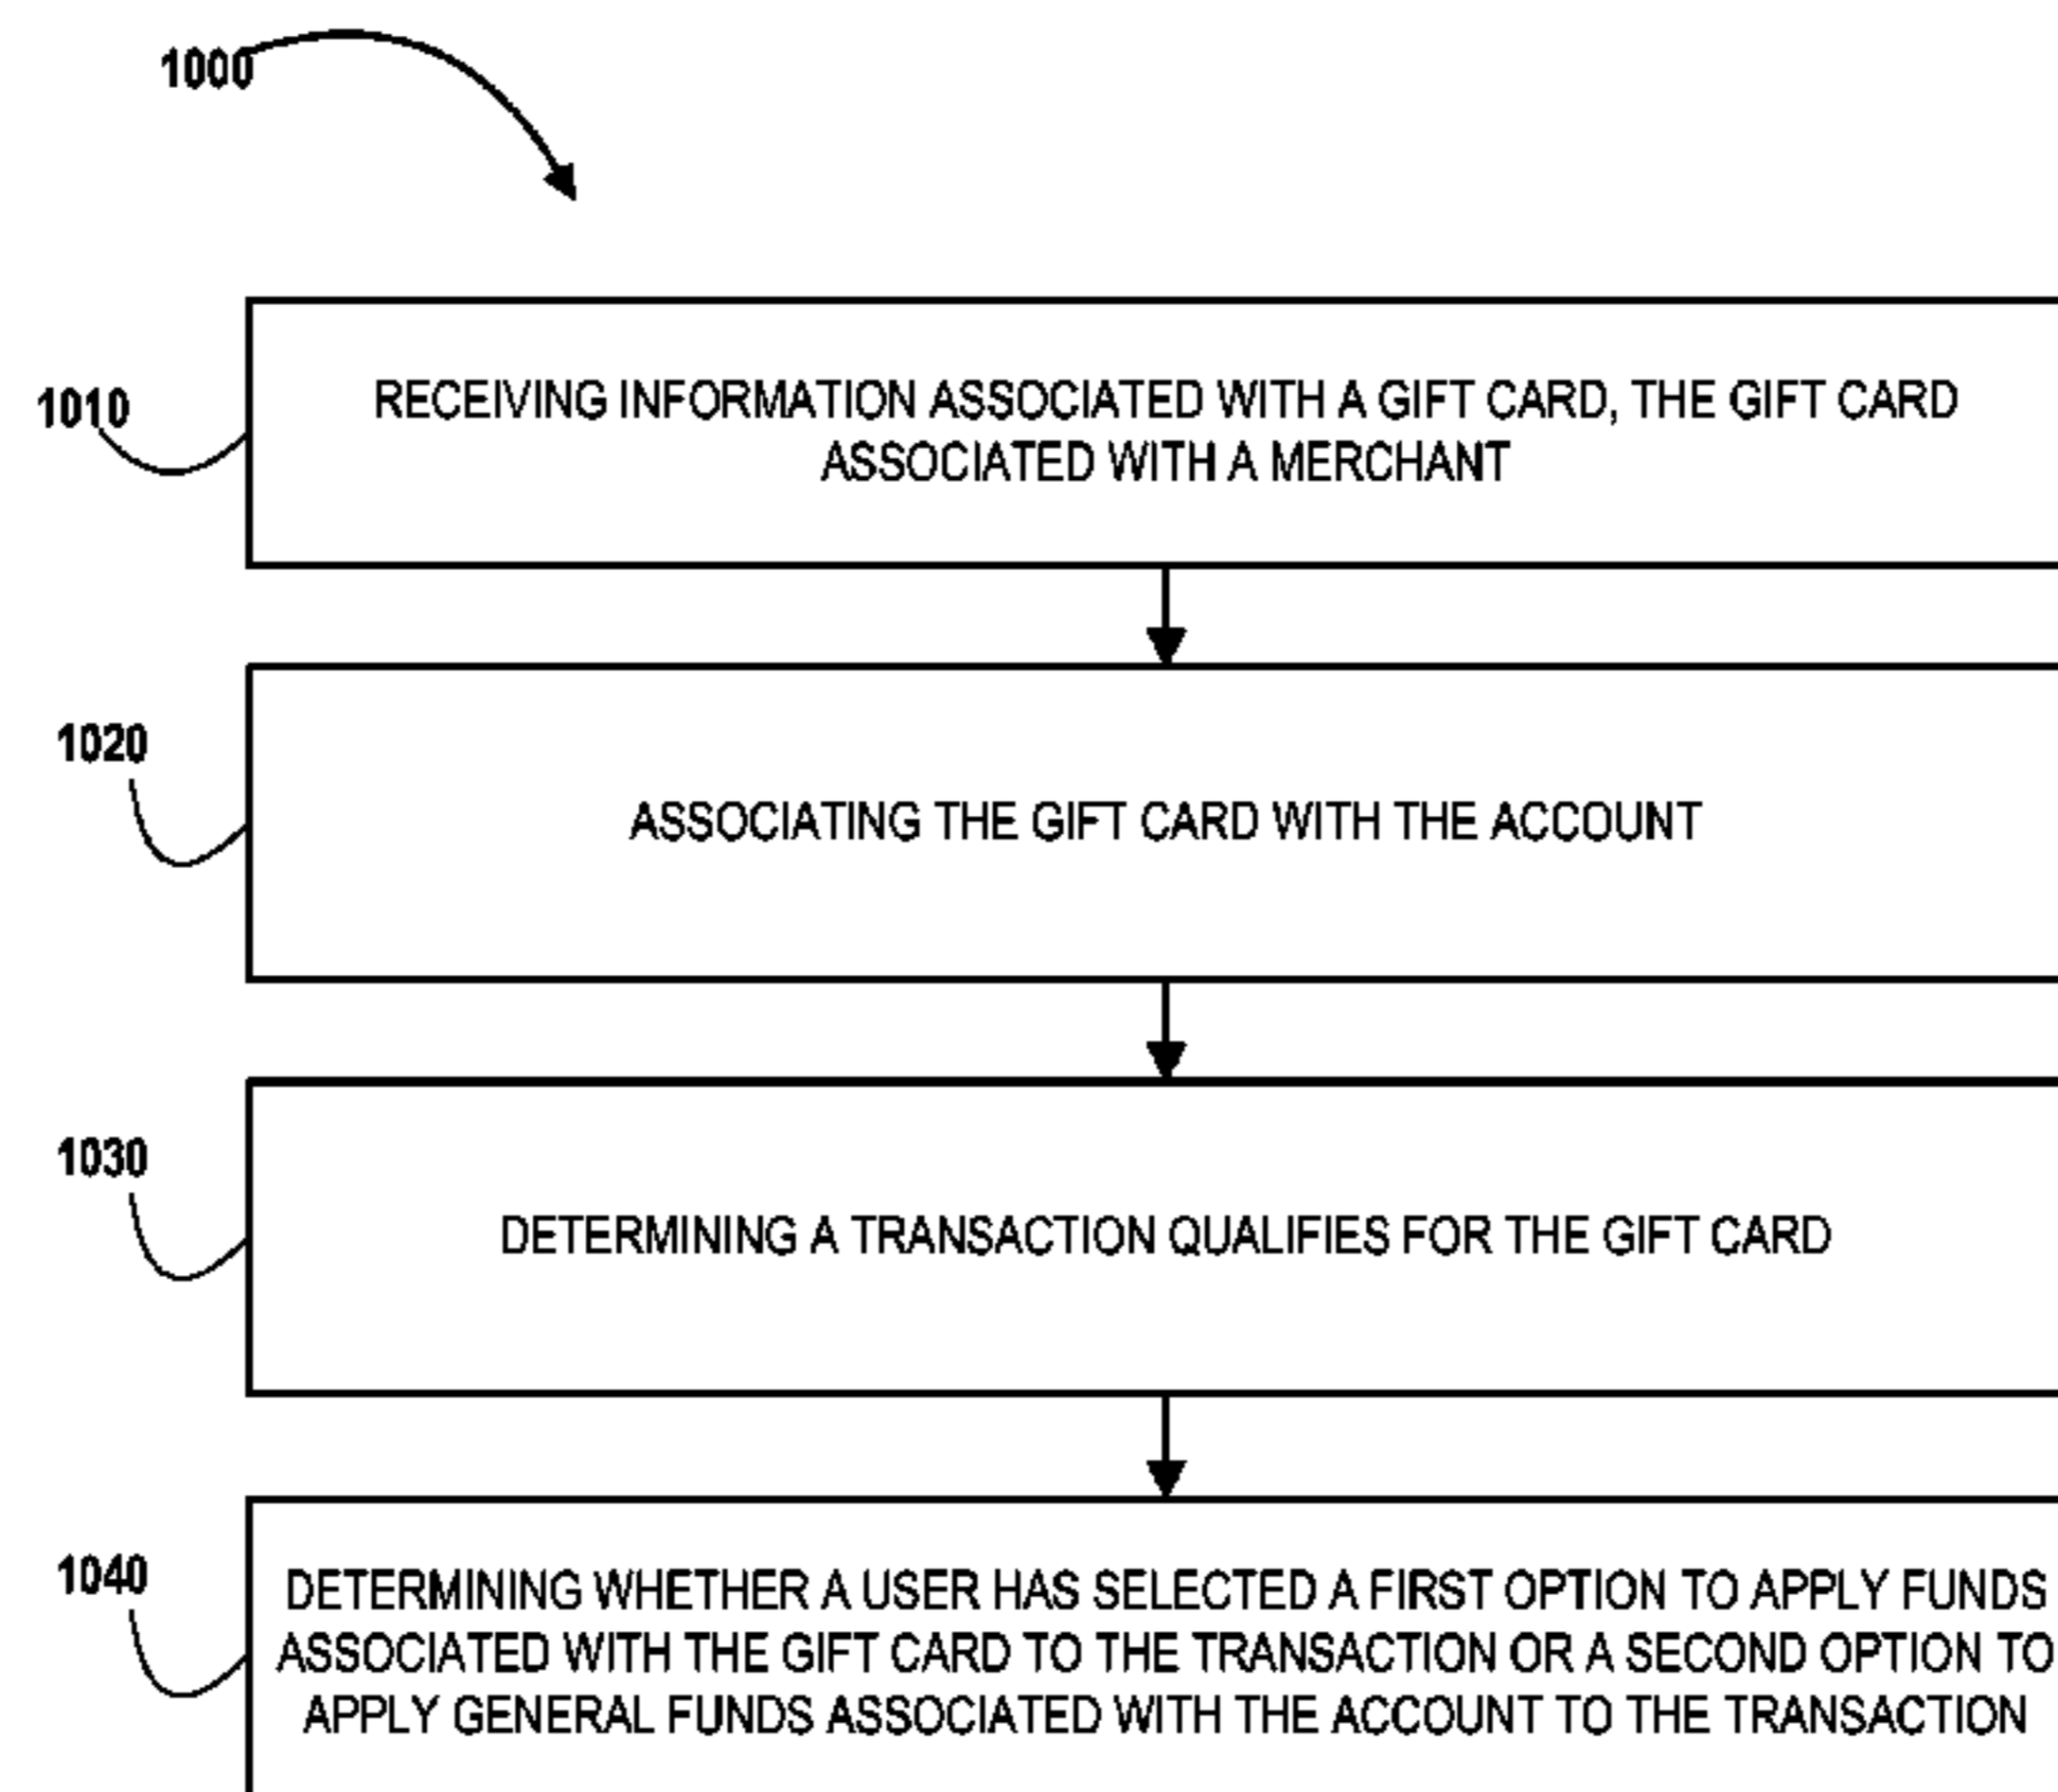 1000
1010
RECEIVING INFORMATION ASSOCIATED WITH A GIFT CARD, THE GIFT CARD
ASSOCIATED WITH A MERCHANT
1020
ASSOCIATING THE GIFT CARD WITH THE ACCOUNT
1030
DETERMINING A TRANSACTION QUALIFIES FOR THE GIFT CARD
1040
DETERMINING WHETHER A USER HAS SELECTED A FIRST OPTION TO APPLY FUNDS
ASSOCIATED WITH THE GIFT CARD TO THE TRANSACTION OR A SECOND OPTION TO
APPLY GENERAL FUNDS ASSOCIATED WITH THE ACCOUNT TO THE TRANSACTION